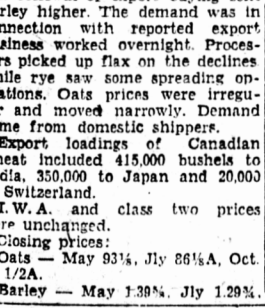 rley higher. The demand was in
nnection with reported export
siness worked overnight. Proces-
rs picked up flax on the declines
hile rye saw some spreading op-
ations. Oats prices were irregu-
r and moved narrowly. Demand
me from domestic shippers.
Export loadings of Canadian
heat included 415,000 bushels to
dia, 350,000 to Japan and 20,000
Switzerland.
I.W.A. and class two prices
re unchanged.
Closing prices:
Oats — May 93⅛, Jly 86⅛A, Oct.
1/2A.
Barley — May 1.39¾, Jly 1.29¾.